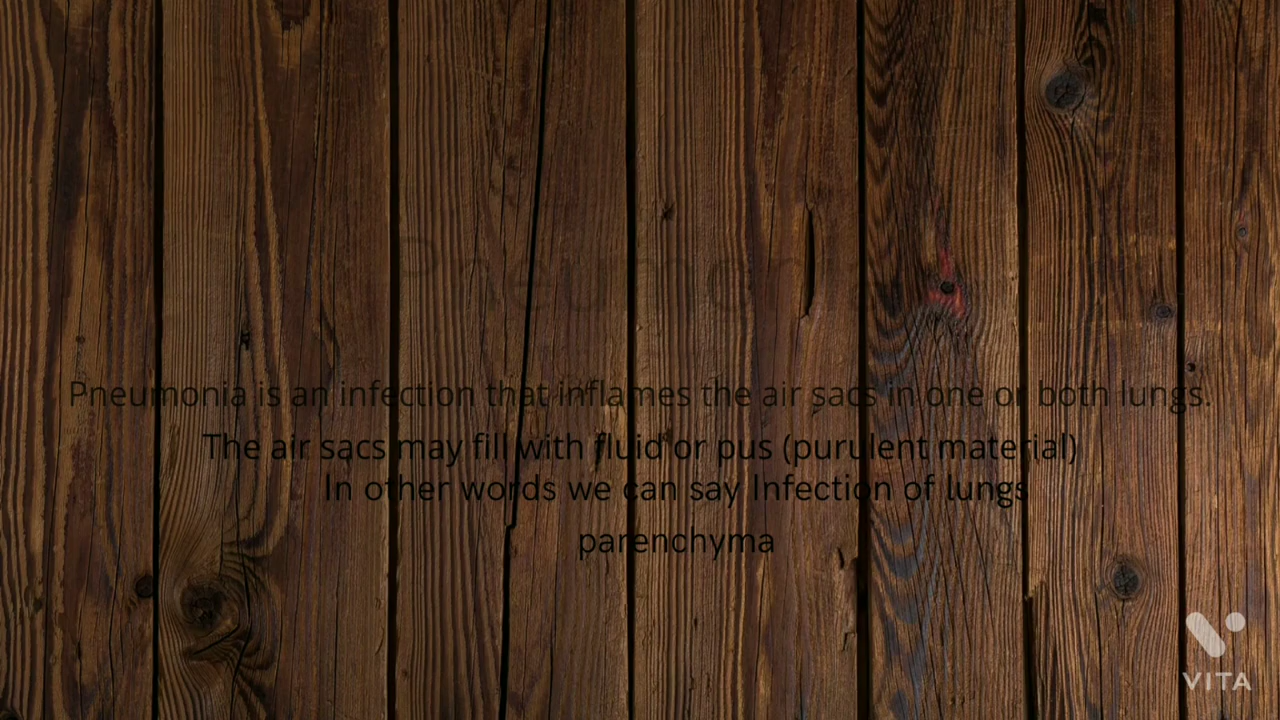 Pneumonia
Pneumonia is an infection that inflames the air sacs in one or both lungs.
The air sacs may fill with fluid or pus (purulent material)
In other words we can say Infection of lungs
parenchyma
VITA